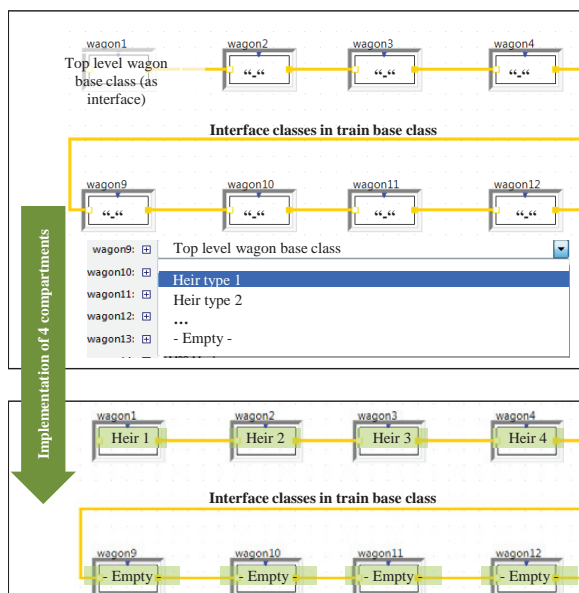 wagon1
wagon2
wagon3
wagon4
Top level wagon
base class (as
interface)
“-“
“-“
“-“
Interface classes in train base class
wagon9
wagon10
wagon11
wagon12
“-“
“-“
“-“
“-“
wagon9:
Top level wagon base class
wagon10:
Heir type 1
wagon11:
Heir type 2
wagon12:
...
wagon13:
- Empty -
Implementation of 4 compartments
wagon1
wagon2
wagon3
wagon4
Heir 1
Heir 2
Heir 3
Heir 4
Interface classes in train base class
wagon9
wagon10
wagon11
wagon12
- Empty -
- Empty -
- Empty -
- Empty -